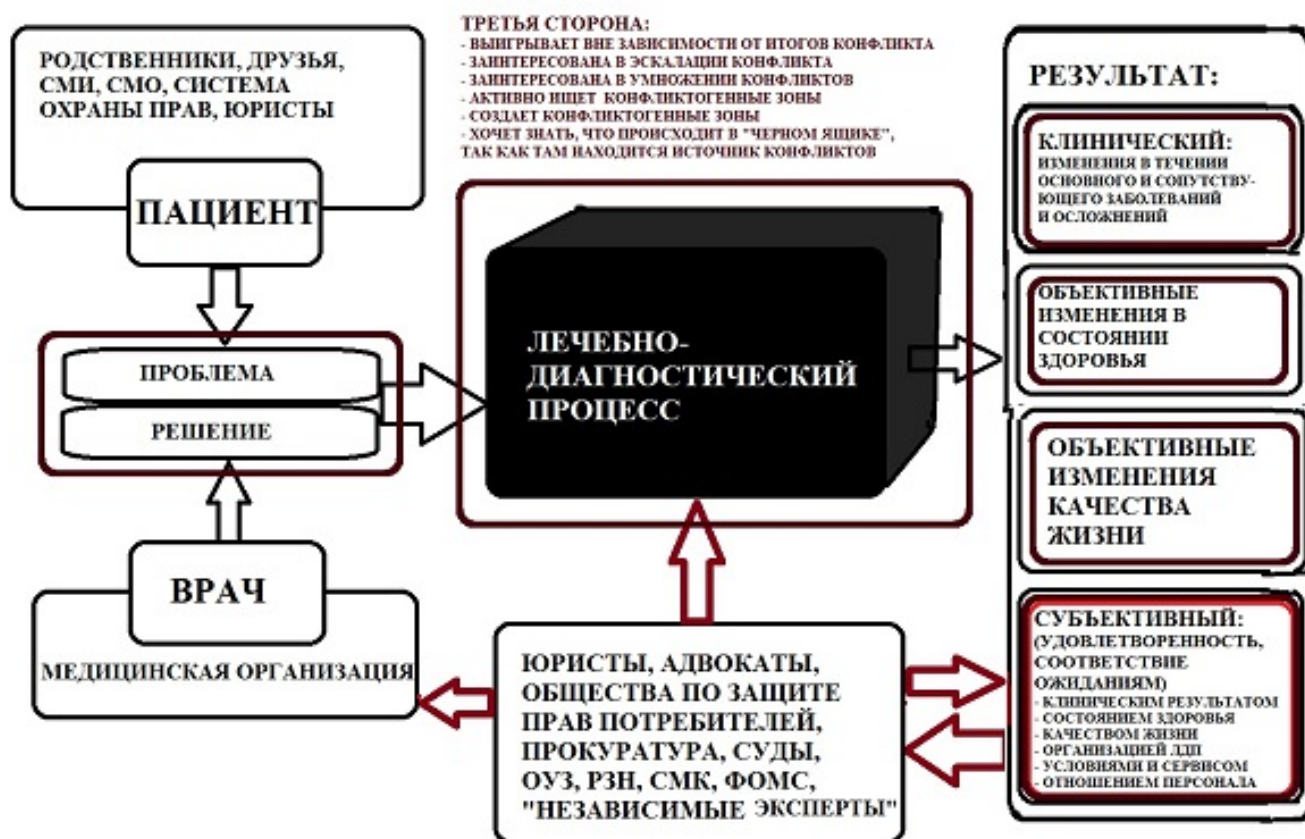 РОДСТВЕННИКИ, ДРУЗЬЯ,
СМИ, СМО, СИСТЕМА
ОХРАНЫ ПРАВ, ЮРИСТЫ
ПАЦИЕНТ
ПРОБЛЕМА
РЕШЕНИЕ
ВРАЧ
МЕДИЦИНСКАЯ ОРГАНИЗАЦИЯ
ТРЕТЬЯ СТОРОНА:
- ВЫИГРЫВАЕТ ВНЕ ЗАВИСИМОСТИ ОТ ИТОГОВ КОНФЛИКТА
- ЗАИНТЕРЕСОВАНА В ЭСКАЛАЦИИ КОНФЛИКТА
- ЗАИНТЕРЕСОВАНА В УМНОЖЕНИИ КОНФЛИКТОВ
- АКТИВНО ИЩЕТ КОНФЛИКТОГЕННЫЕ ЗОНЫ
- СОЗДАЕТ КОНФЛИКТОГЕННЫЕ ЗОНЫ
- ХОЧЕТ ЗНАТЬ, ЧТО ПРОИСХОДИТ В "ЧЕРНОМ ЯЩИКЕ",
ТАК КАК ТАМ НАХОДИТСЯ ИСТОЧНИК КОНФЛИКТОВ
ЛЕЧЕБНО-
ДИАГНОСТИЧЕСКИЙ
ПРОЦЕСС
ЮРИСТЫ, АДВОКАТЫ,
ОБЩЕСТВА ПО ЗАЩИТЕ
ПРАВ ПОТРЕБИТЕЛЕЙ,
ПРОКУРАТУРА, СУДЫ,
ОУЗ, РЗН, СМК, ФОМС,
"НЕЗАВИСИМЫЕ ЭКСПЕРТЫ"
РЕЗУЛЬТАТ:
КЛИНИЧЕСКИЙ:
ИЗМЕНЕНИЯ В ТЕЧЕНИИ
ОСНОВНОГО И СОПУТСТВУ-
ЮЩЕГО ЗАБОЛЕВАНИЙ
И ОСЛОЖНЕНИЙ
ОБЪЕКТИВНЫЕ
ИЗМЕНЕНИЯ В
СОСТОЯНИИ
ЗДОРОВЬЯ
ОБЪЕКТИВНЫЕ
ИЗМЕНЕНИЯ
КАЧЕСТВА
ЖИЗНИ
СУБЪЕКТИВНЫЙ:
(УДОВЛЕТВОРЕННОСТЬ,
СООТВЕТСТВИЕ
ОЖИДАНИЯМ)
- КЛИНИЧЕСКИМ РЕЗУЛЬТАТОМ
- СОСТОЯНИЕМ ЗДОРОВЬЯ
- КАЧЕСТВОМ ЖИЗНИ
- ОРГАНИЗАЦИЕЙ ЛДП
- УСЛОВИЯМИ И СЕРВИСОМ
- ОТНОШЕНИЕМ ПЕРСОНАЛА